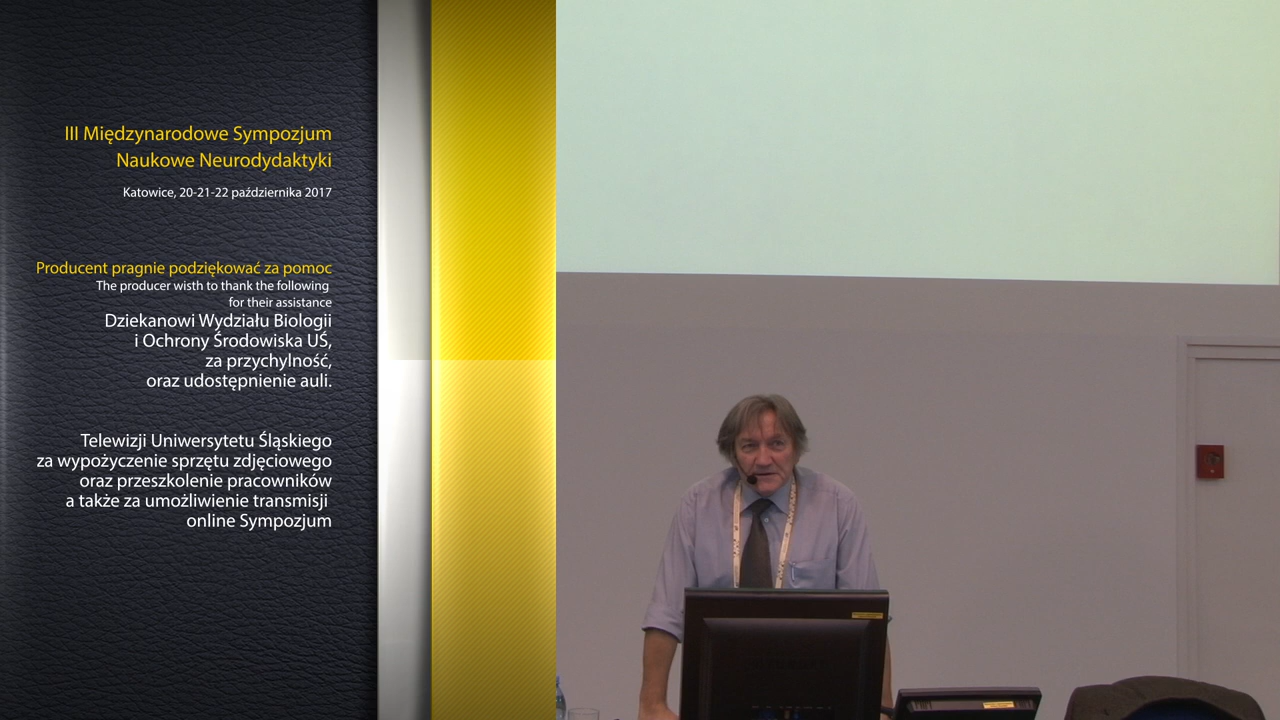 III Międzynarodowe Sympozjum
Naukowe Neurodydaktyki
Katowice, 20-21-22 października 2017
Producent pragnie podziękować za pomoc
The producer wisth to thank the following
for their assistance
Dziekanowi Wydziału Biologii
i Ochrony Środowiska UŚ,
za przychylność,
oraz udostępnienie auli.
Telewizji Uniwersytetu Śląskiego
za wypożyczenie sprzętu zdjęciowego
oraz przeszkolenie pracowników
a także za umożliwienie transmisji
online Sympozjum